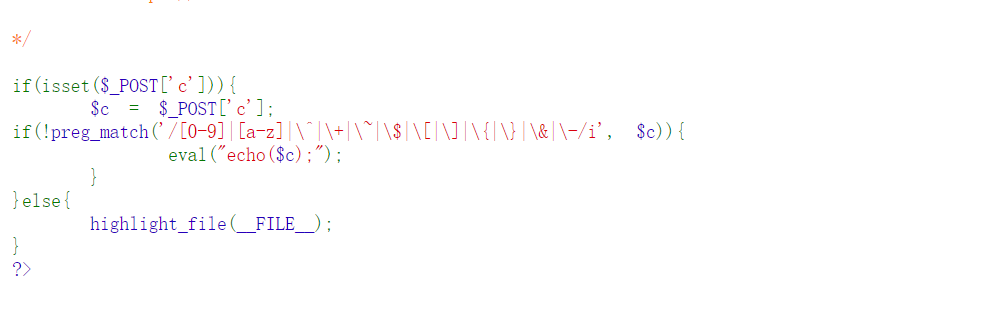 */
if(isset($_POST['c'])){
$c = $_POST['c'];
if(!preg_match('/[0-9]|[a-z]|\^|\+|\~|\$|\[|\]|\{|\}|\&|\-/i', $c)){
eval("echo($c);");
}
}else{
highlight_file(__FILE__);
}
?>